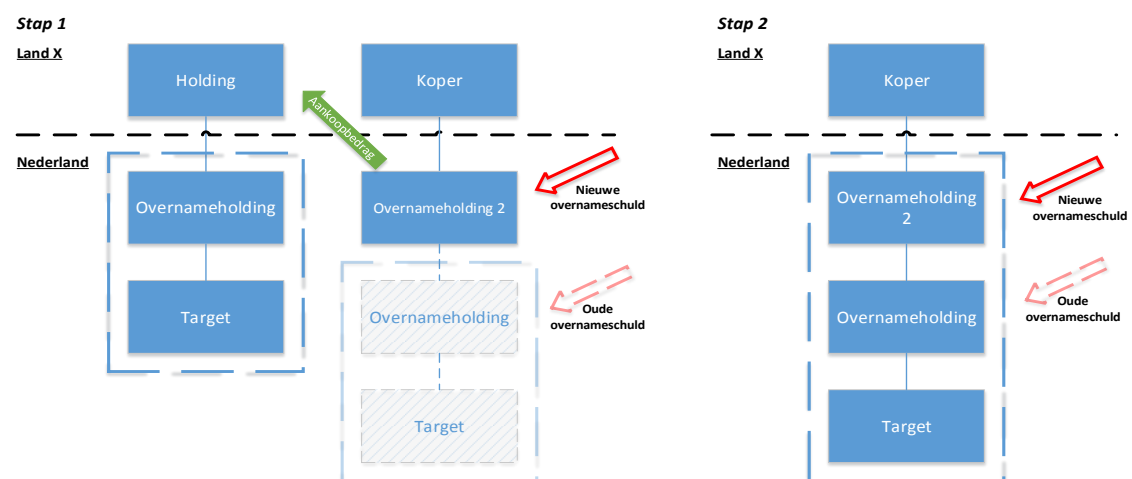 Stap 1
Land X
Holding
Koper
Aankoopbedrag
Nederland
Overnameholding
Overnameholding 2
Nieuwe
overnameschuld
Target
Overnameholding
Oude
overnameschuld
Target
Stap 2
Land X
Koper
Nederland
Overnameholding
2
Nieuwe
overnameschuld
Overnameholding
Oude
overnameschuld
Target